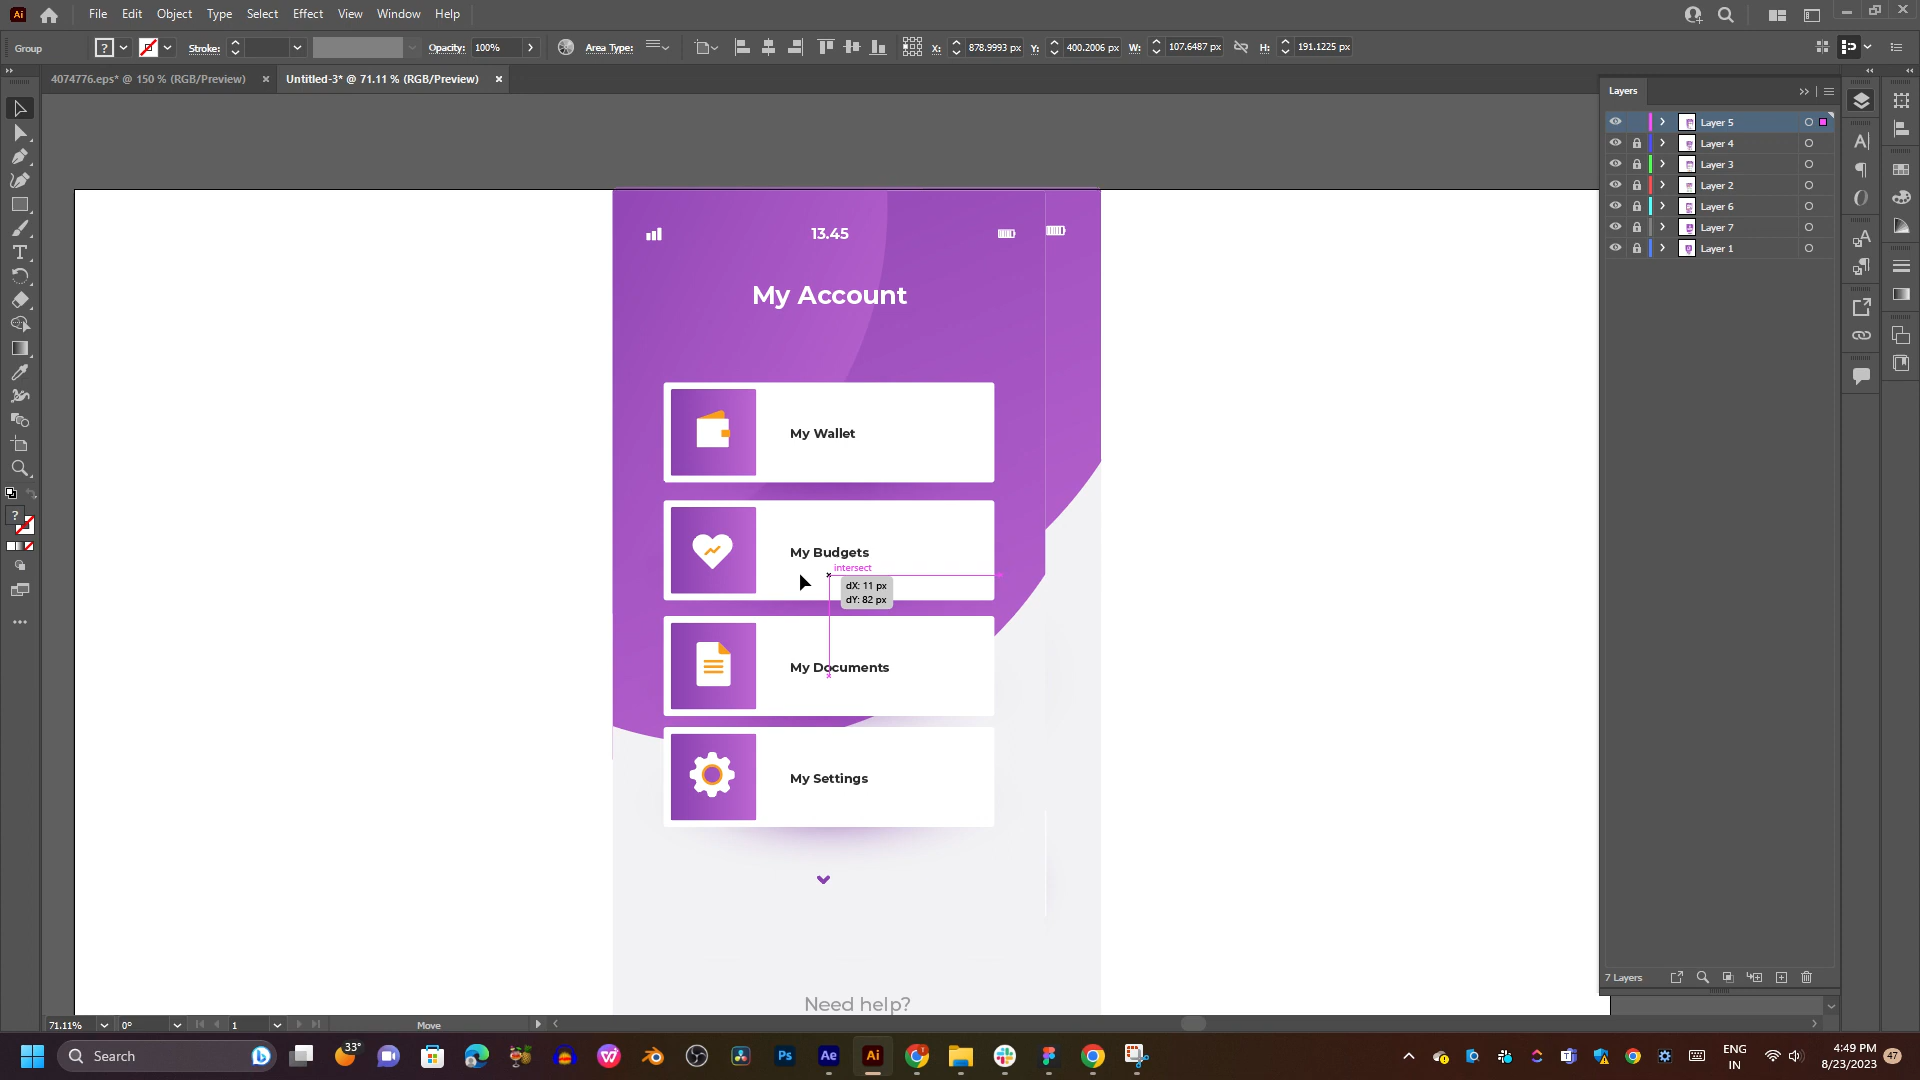 Ai File Edit Object Type Select Effect View Window Help
Group ? Stroke: Opacity: 100% Area Type: X: 878.9993 px Y: 400.2006 px W: 107.6487 px H: 191.1225 px
4074776.eps* @ 150 % (RGB/Preview) Untitled-3* @ 71.11 % (RGB/Preview)
Layers
Layer 5
Layer 4
Layer 3
Layer 2
Layer 6
Layer 7
Layer 1
13.45
My Account
My Wallet
My Budgets
intersect
dX: 11 px
dY: 82 px
My Documents
My Settings
Need help?
7 Layers
71.11% 0° 1 Move
Search
33°
Ps Ae Ai
ENG
IN
4:49 PM
8/23/2023
47